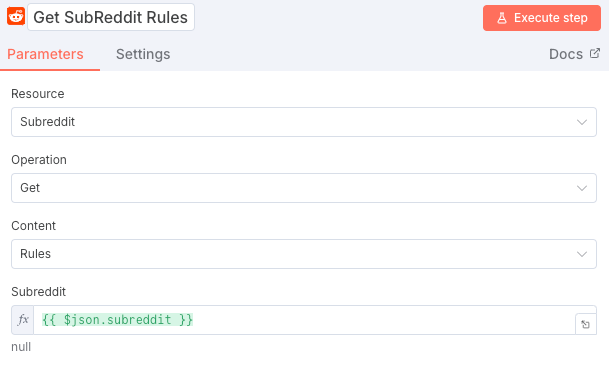 Get SubReddit Rules
Execute step
Parameters Settings Docs
Resource
Subreddit
Operation
Get
Content
Rules
Subreddit
fx {{ $json.subreddit }}
null